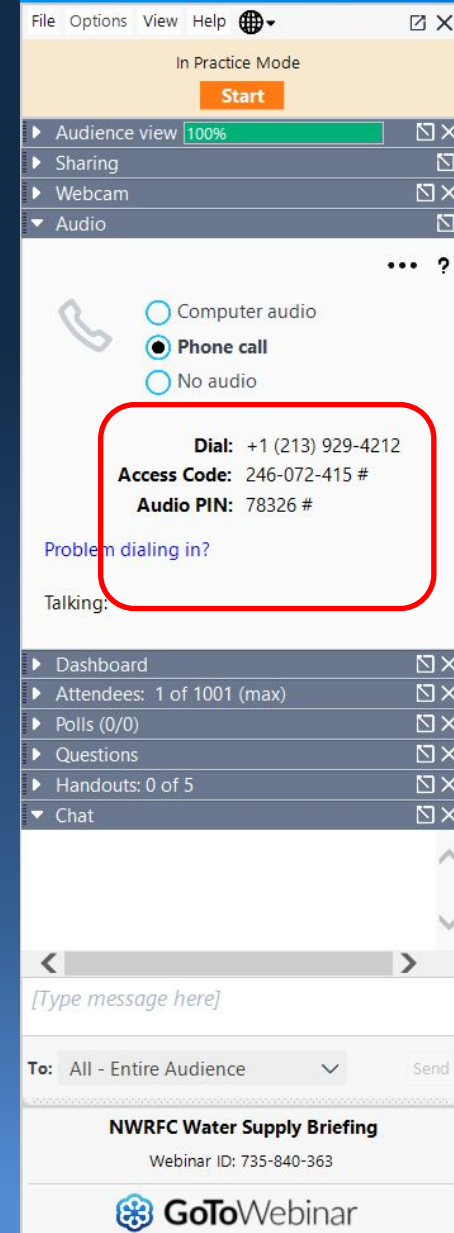 File Options View Help
In Practice Mode
Start
Audience view 100%
Sharing
Webcam
Audio
... ?
Computer audio
Phone call
No audio
Dial: +1 (213) 929-4212
Access Code: 246-072-415 #
Audio PIN: 78326 #
Problem dialing in?
Talking:
Dashboard
Attendees: 1 of 1001 (max)
Polls (0/0)
Questions
Handouts: 0 of 5
Chat
[Type message here]
To: All - Entire Audience Send
NWRFC Water Supply Briefing
Webinar ID: 735-840-363
GoToWebinar